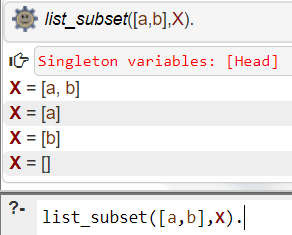 list_subset([a,b],X).
Singleton variables: [Head]
X = [a, b]
X = [a]
X = [b]
X = []
?- list_subset([a,b],X).